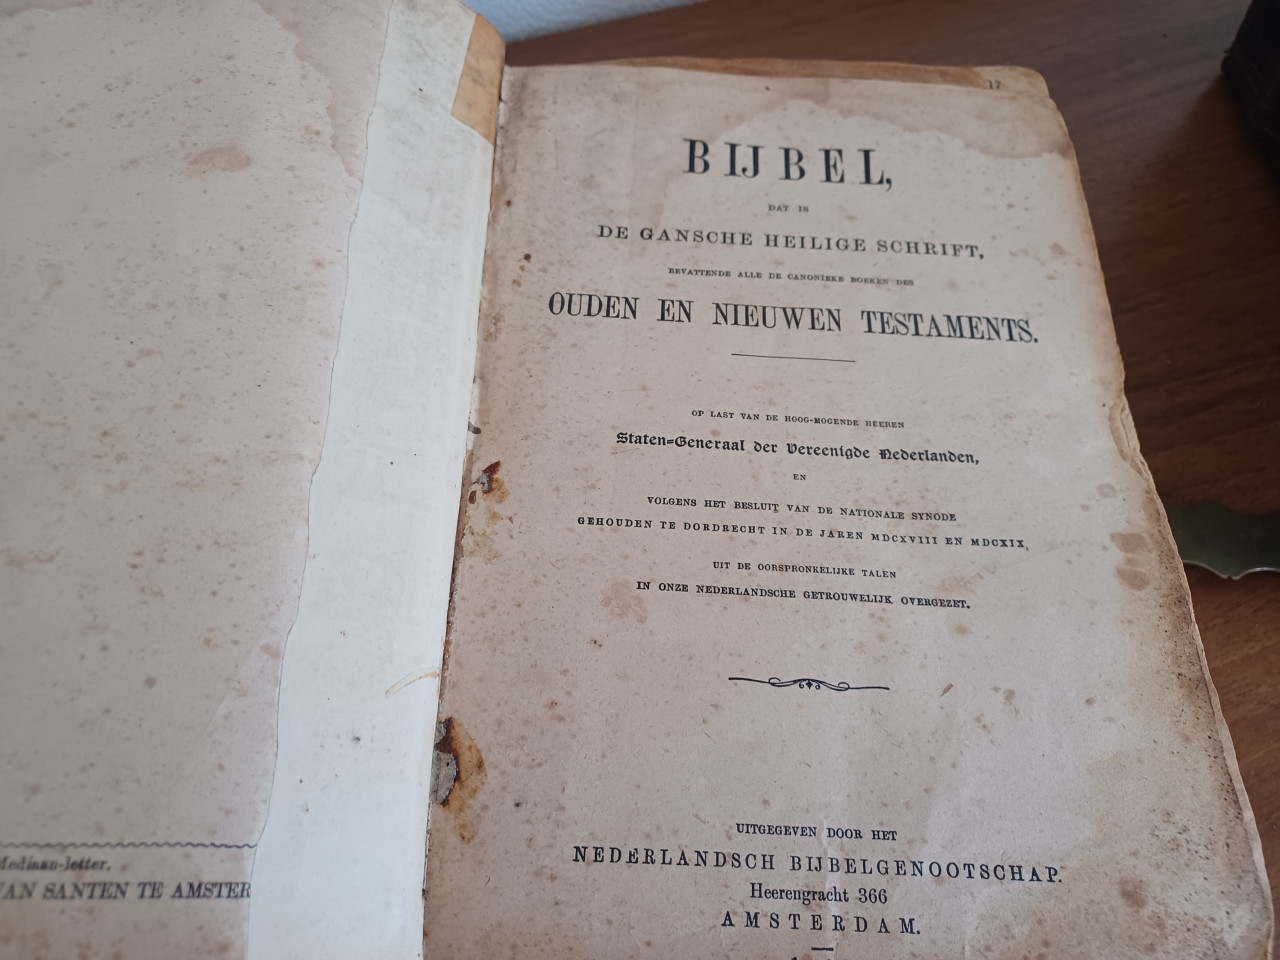 Mediaan-letter.
VAN SANTEN TE AMSTER
17
BIJBEL,
DAT IS
DE GANSCHE HEILIGE SCHRIFT,
BEVATTENDE ALLE DE CANONIEKE BOEKEN DES
OUDEN EN NIEUWEN TESTAMENTS.
OP LAST VAN DE HOOG-MOGENDE HEEREN
Staten-Generaal der Vereenigde Nederlanden,
EN
VOLGENS HET BESLUIT VAN DE NATIONALE SYNODE
GEHOUDEN TE DORDRECHT IN DE JAREN MDCXVIII EN MDCXIX,
UIT DE OORSPRONKELIJKE TALEN
IN ONZE NEDERLANDSCHE GETROUWELIJK OVERGEZET.
UITGEGEVEN DOOR HET
NEDERLANDSCH BIJBELGENOOTSCHAP.
Heerengracht 366
AMSTERDAM.